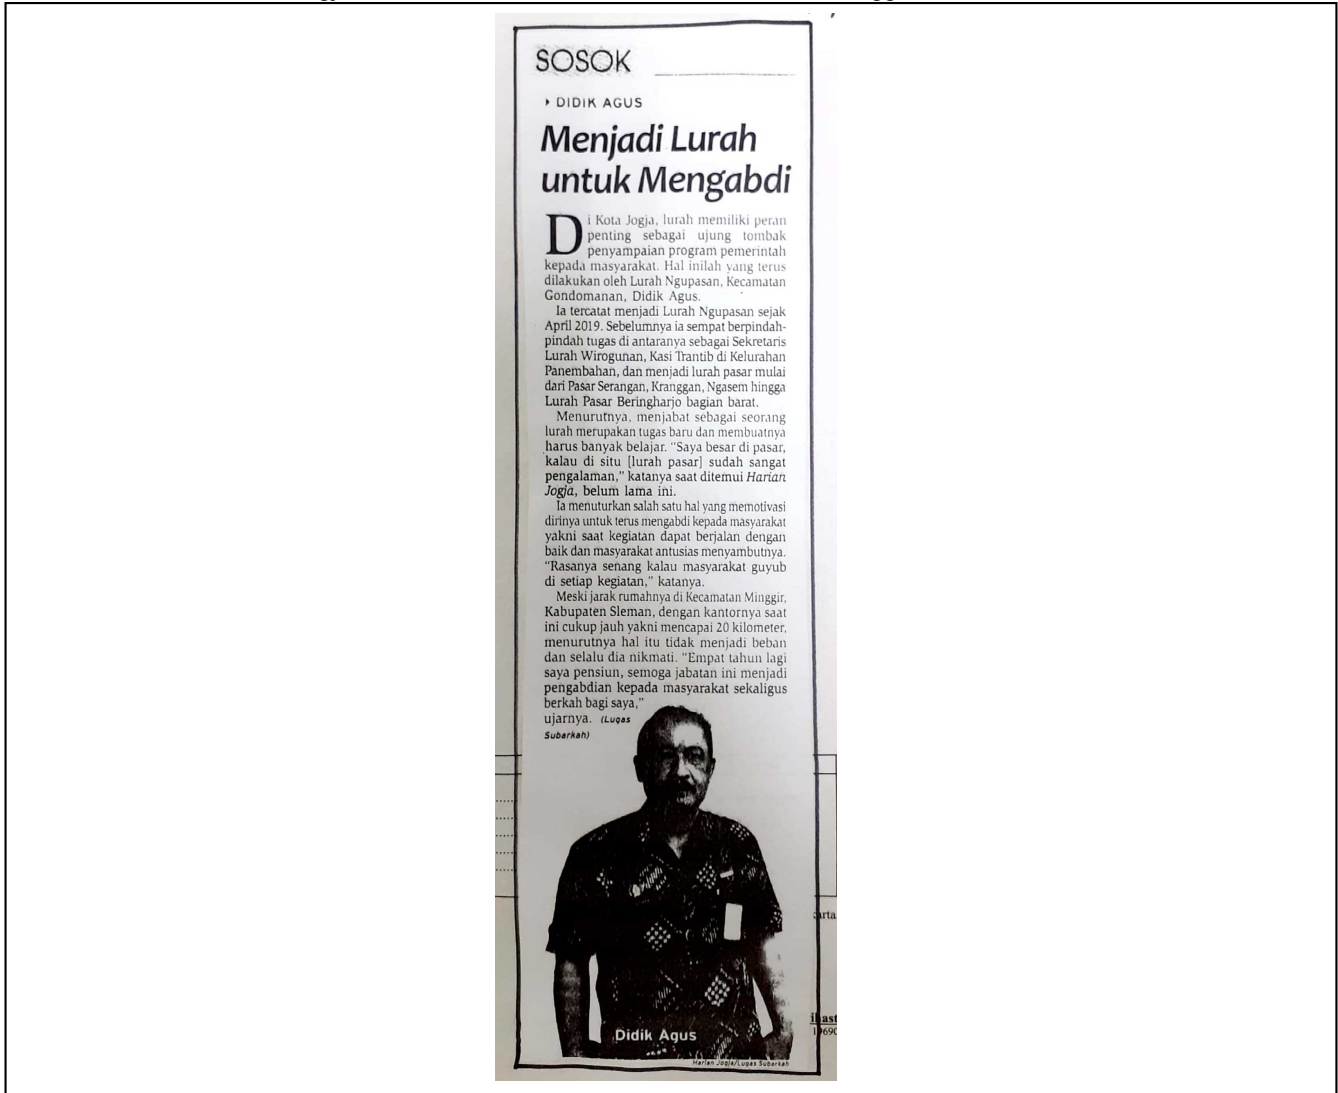 SOSOK
DIDIK AGUS
Menjadi Lurah
untuk Mengabdi
Di Kota Jogja, lurah memiliki peran
penting sebagai ujung tombak
penyampaian program pemerintah
kepada masyarakat. Hal inilah yang terus
dilakukan oleh Lurah Ngupasan, Kecamatan
Gondomanan, Didik Agus.
Ia tercatat menjadi Lurah Ngupasan sejak
April 2019. Sebelumnya ia sempat berpindah-
pindah tugas di antaranya sebagai Sekretaris
Lurah Wirogunan, Kasi Trantib di Kelurahan
Panembahan, dan menjadi lurah pasar mulai
dari Pasar Serangan, Kranggan, Ngasem hingga
Lurah Pasar Beringharjo bagian barat.
Menurutnya, menjabat sebagai seorang
lurah merupakan tugas baru dan membuatnya
harus banyak belajar. "Saya besar di pasar,
kalau di situ [lurah pasar] sudah sangat
pengalaman," katanya saat ditemui Harian
Jogja, belum lama ini.
Ia menuturkan salah satu hal yang memotivasi
dirinya untuk terus mengabdi kepada masyarakat
yakni saat kegiatan dapat berjalan dengan
baik dan masyarakat antusias menyambutnya.
"Rasanya senang kalau masyarakat guyub
di setiap kegiatan," katanya.
Meski jarak rumahnya di Kecamatan Minggir,
Kabupaten Sleman, dengan kantornya saat
ini cukup jauh yakni mencapai 20 kilometer,
menurutnya hal itu tidak menjadi beban
dan selalu dia nikmati. "Empat tahun lagi
saya pensiun, semoga jabatan ini menjadi
pengabdian kepada masyarakat sekaligus
berkah bagi saya,"
ujarnya. (Lugas
Subarkah)
Didik Agus
Harian Jogja/Lugas Subarkah